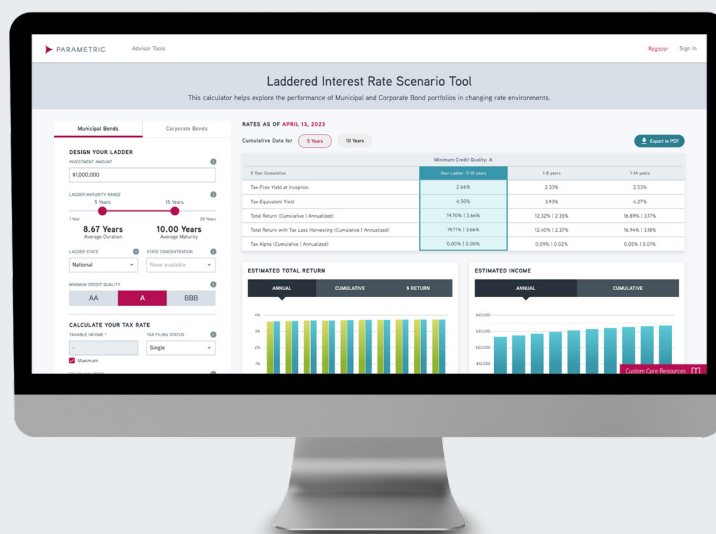 PARAMETRIC
Advisor Tools
Register
Sign In
Laddered Interest Rate Scenario Tool
This calculator helps explore the performance of Municipal and Corporate Bond portfolios in changing rate environments.
Municipal Bonds
Corporate Bonds
DESIGN YOUR LADDER
INVESTMENT AMOUNT
$1,000,000
LADDER MATURITY RANGE
5 Years
15 Years
1 Year
20 Years
8.67 Years
10.00 Years
Average Duration
Average Maturity
LADDER STATE
STATE CONCENTRATION
National
None available
MINIMUM CREDIT QUALITY
AA
A
BBB
CALCULATE YOUR TAX RATE
TAXABLE INCOME *
TAX FILING STATUS
-
Single
Maximum
RATES AS OF APRIL 13, 2023
Cumulative Data for
5 Years
10 Years
Export to PDF
Minimum Credit Quality: A
5 Year Cumulative
Your Ladder: 5-15 years
1-8 years
1-14 years
Tax-Free Yield at Inception
2.66%
2.33%
2.53%
Tax-Equivalent Yield
4.50%
3.93%
4.27%
Total Return (Cumulative | Annualized)
19.70% | 3.66%
12.32% | 2.35%
16.89% | 3.17%
Total Return with Tax Loss Harvesting (Cumulative | Annualized)
19.71% | 3.66%
12.40% | 2.37%
16.94% | 3.18%
Tax Alpha (Cumulative | Annualized)
0.00% | 0.00%
0.09% | 0.02%
0.05% | 0.01%
ESTIMATED TOTAL RETURN
ANNUAL
CUMULATIVE
$ RETURN
4%
3%
2%
1%
ESTIMATED INCOME
ANNUAL
CUMULATIVE
$40,000
$30,000
$20,000
$10,000
Custom Core Resources